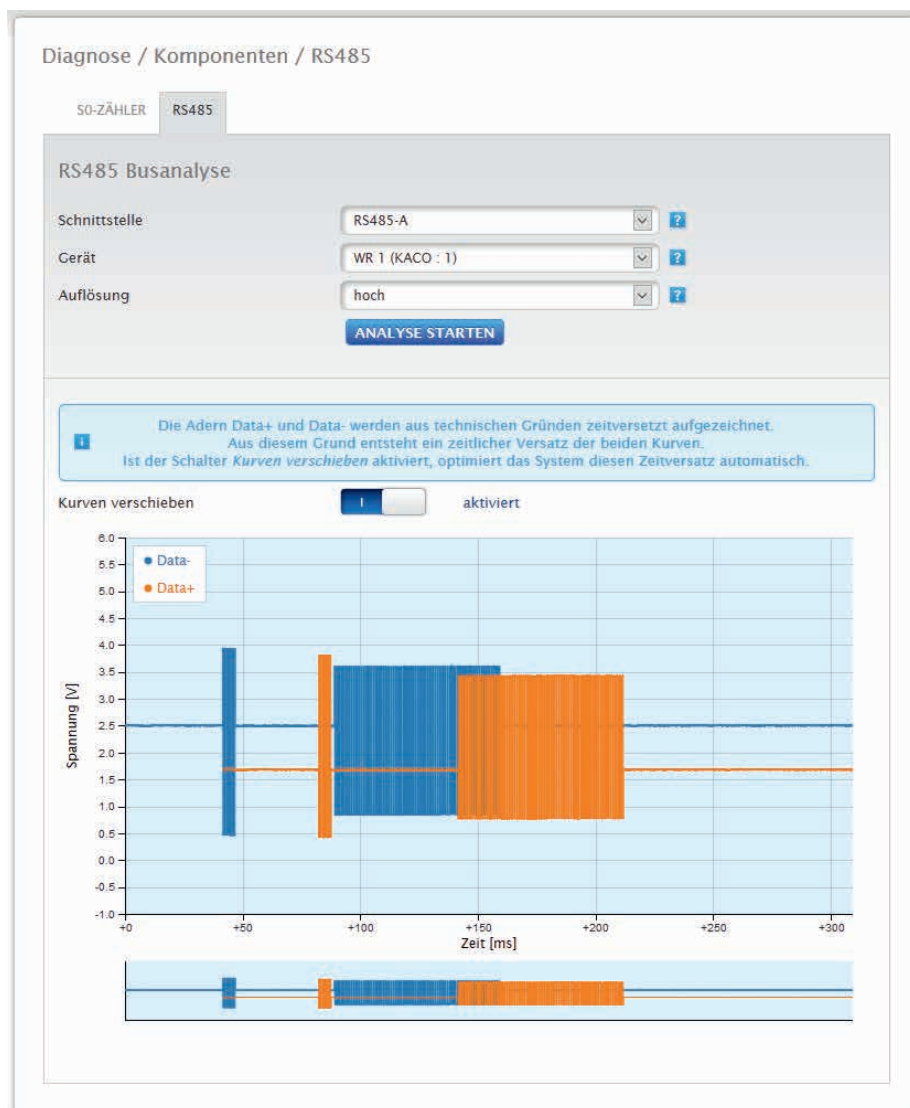 Diagnose / Komponenten / RS485
S0-ZÄHLER RS485
RS485 Busanalyse
Schnittstelle RS485-A ?
Gerät WR 1 (KACO : 1) ?
Auflösung hoch ?
ANALYSE STARTEN
Die Adern Data+ und Data- werden aus technischen Gründen zeitversetzt aufgezeichnet.
Aus diesem Grund entsteht ein zeitlicher Versatz der beiden Kurven.
i
Ist der Schalter Kurven verschieben aktiviert, optimiert das System diesen Zeitversatz automatisch.
Kurven verschieben I aktiviert
6.0
Data-
5.5
Data+
5.0
4.5
4.0
3.5
3.0
2.5
2.0
1.5
1.0
0.5
0.0
-0.5
-1.0
Spannung [V]
+0 +50 +100 +150 +200 +250 +300
Zeit [ms]